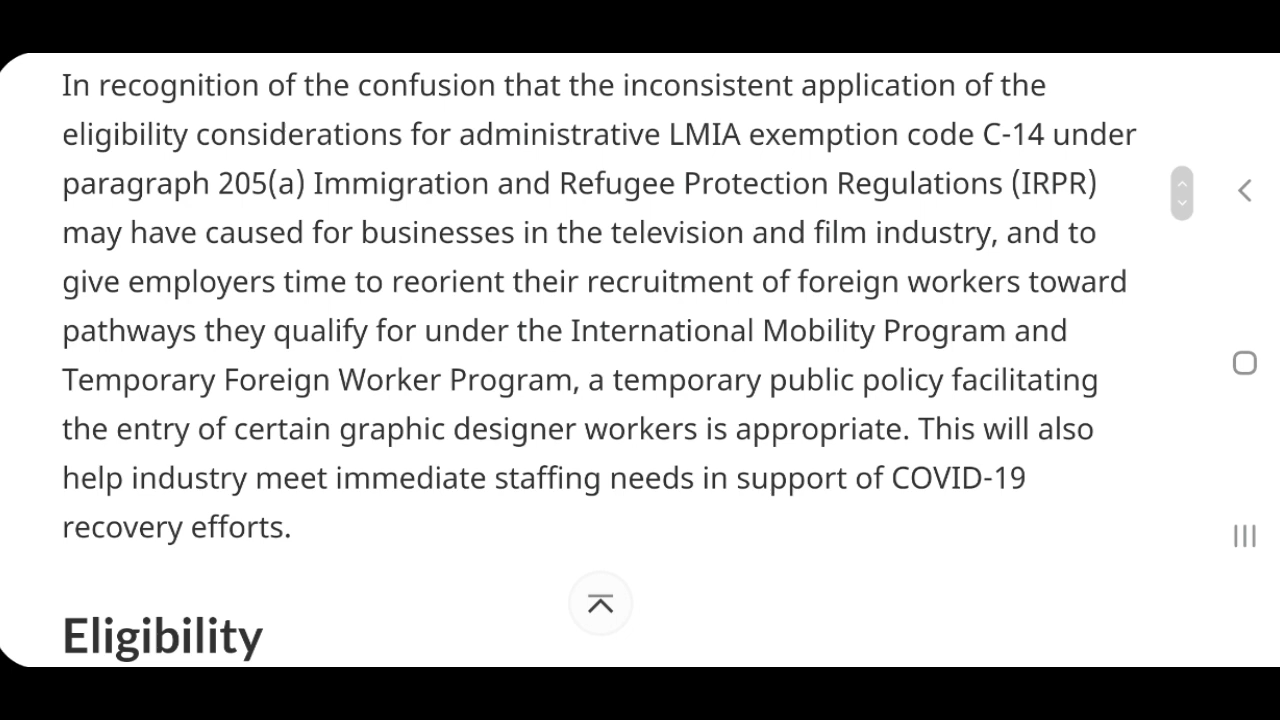 In recognition of the confusion that the inconsistent application of the
eligibility considerations for administrative LMIA exemption code C-14 under
paragraph 205(a) Immigration and Refugee Protection Regulations (IRPR)
may have caused for businesses in the television and film industry, and to
give employers time to reorient their recruitment of foreign workers toward
pathways they qualify for under the International Mobility Program and
Temporary Foreign Worker Program, a temporary public policy facilitating
the entry of certain graphic designer workers is appropriate. This will also
help industry meet immediate staffing needs in support of COVID-19
recovery efforts.
Eligibility